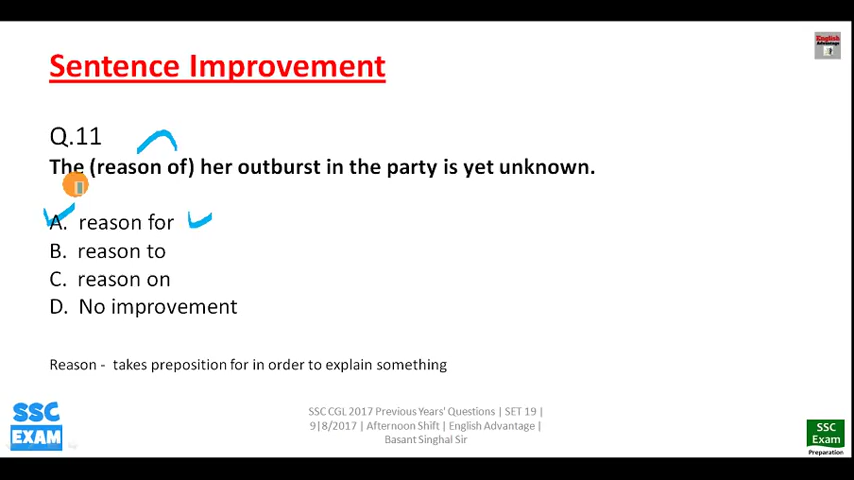 English
Advantage
Sentence Improvement
Q.11
The (reason of) her outburst in the party is yet unknown.
A. reason for
B. reason to
C. reason on
D. No improvement
Reason - takes preposition for in order to explain something
SSC
EXAM
SSC CGL 2017 Previous Years' Questions | SET 19 |
9|8/2017 | Afternoon Shift | English Advantage |
Basant Singhal Sir
SSC
Exam
Preparation